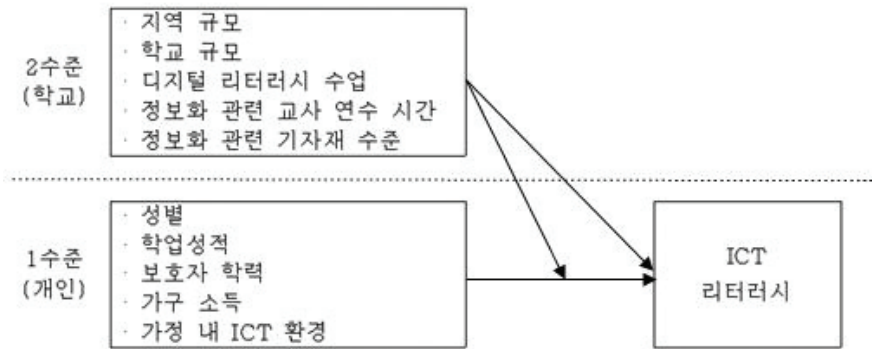 2수준
(학교)
· 지역 규모
· 학교 규모
· 디지털 리터러시 수업
· 정보화 관련 교사 연수 시간
· 정보화 관련 기자재 수준
1수준
(개인)
· 성별
· 학업성적
· 보호자 학력
· 가구 소득
· 가정 내 ICT 환경
ICT
리터러시